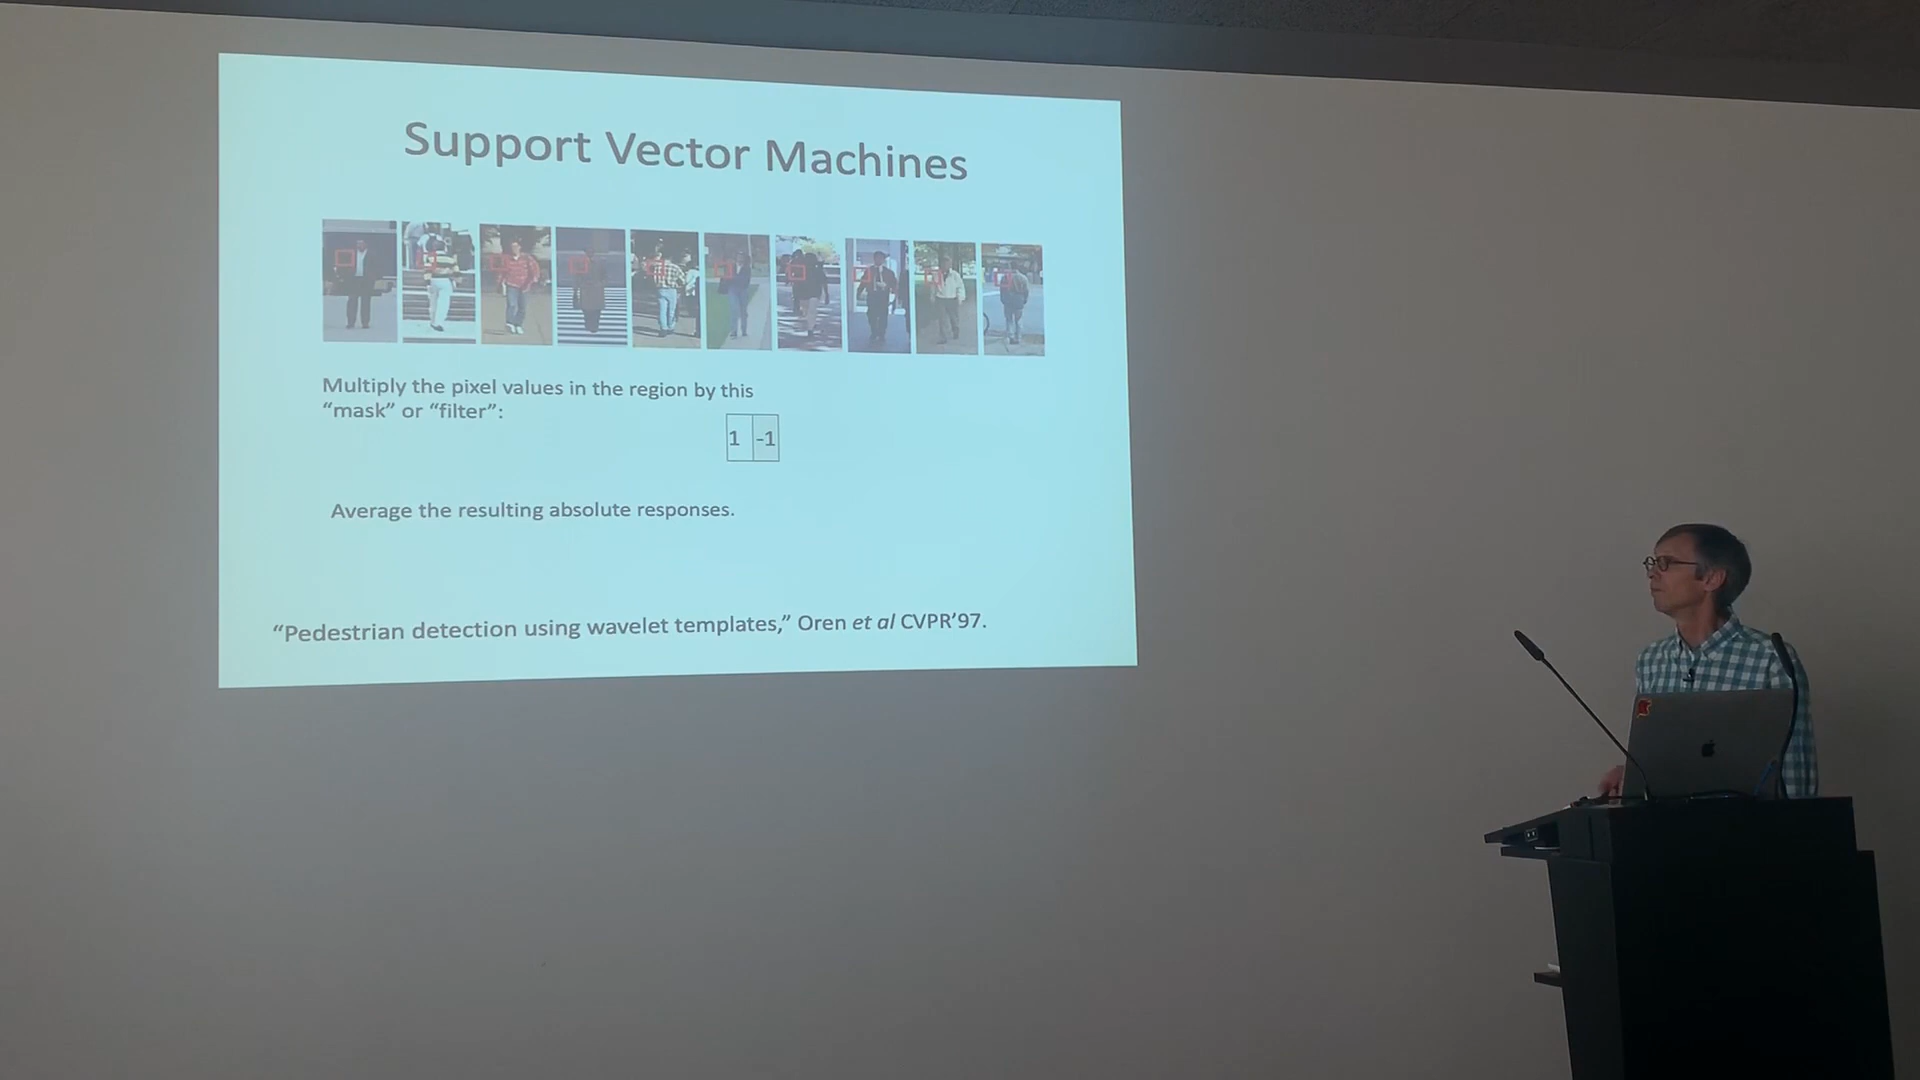 Support Vector Machines
Multiply the pixel values in the region by this
“mask” or “filter”:
1 -1
Average the resulting absolute responses.
“Pedestrian detection using wavelet templates,” Oren et al CVPR’97.